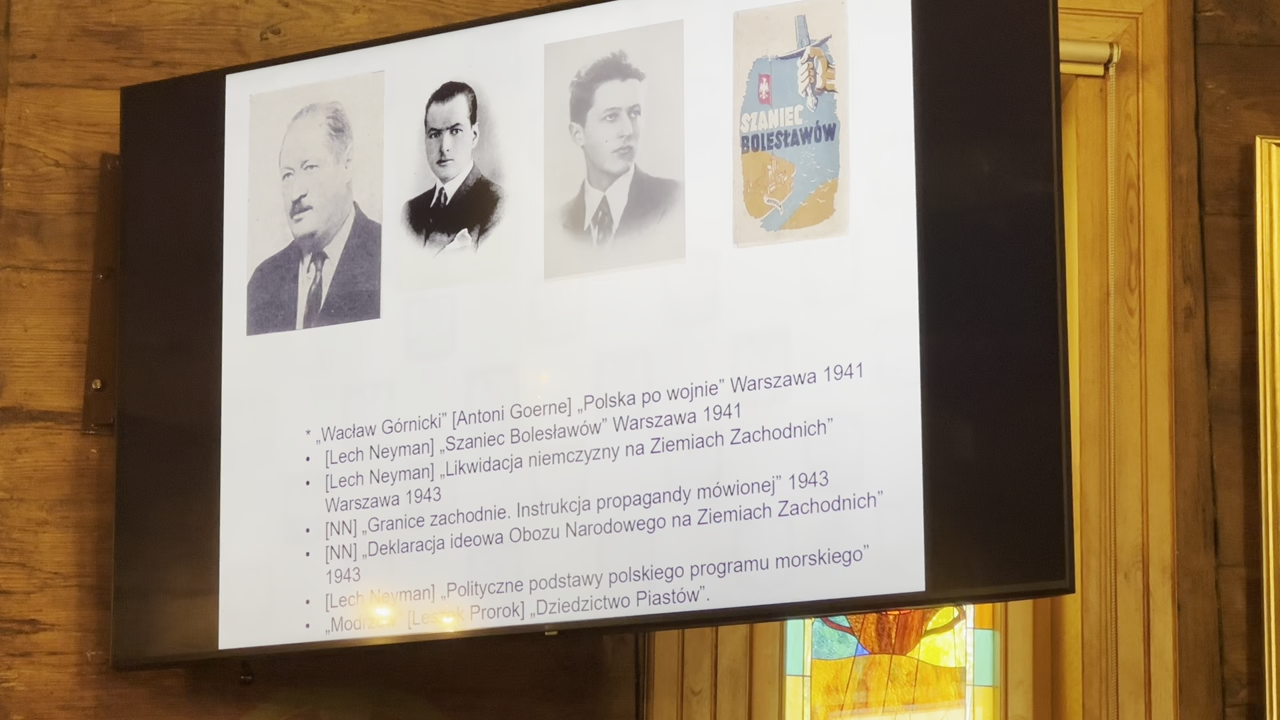 SZANIEC
BOLESŁAWÓW
* „Wacław Górnicki” [Antoni Goerne] „Polska po wojnie” Warszawa 1941
• [Lech Neyman] „Szaniec Bolesławów” Warszawa 1941
• [Lech Neyman] „Likwidacja niemczyzny na Ziemiach Zachodnich”
Warszawa 1943
• [NN] „Granice zachodnie. Instrukcja propagandy mówionej” 1943
• [NN] „Deklaracja ideowa Obozu Narodowego na Ziemiach Zachodnich”
1943
• [Lech Neyman] „Polityczne podstawy polskiego programu morskiego”
• Prorok] „Dziedzictwo Piastów”.